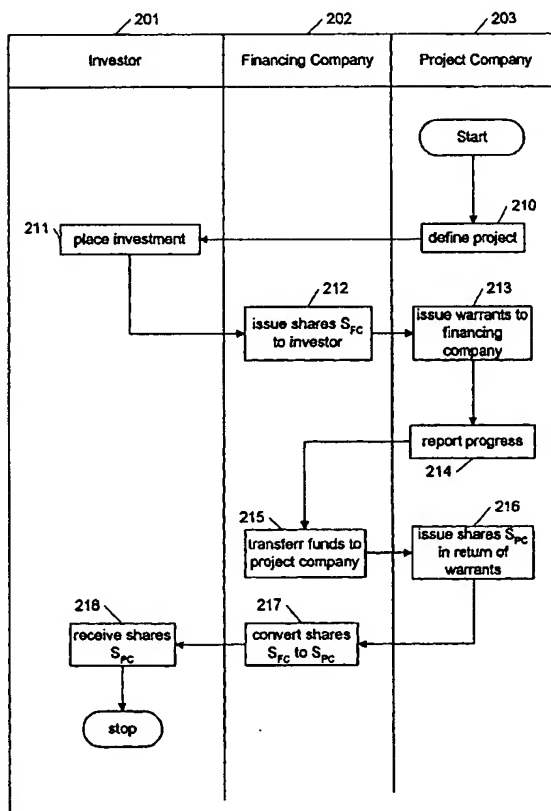 201
202
203
Investor
Financing Company
Project Company
Start
210
define project
211
place investment
212
issue shares S_FC
to investor
213
issue warrants to
financing
company
report progress
214
215
transferr funds to
project company
216
issue shares S_PC
in return of
warrants
217
convert shares
S_FC to S_PC
218
receive shares
S_PC
stop